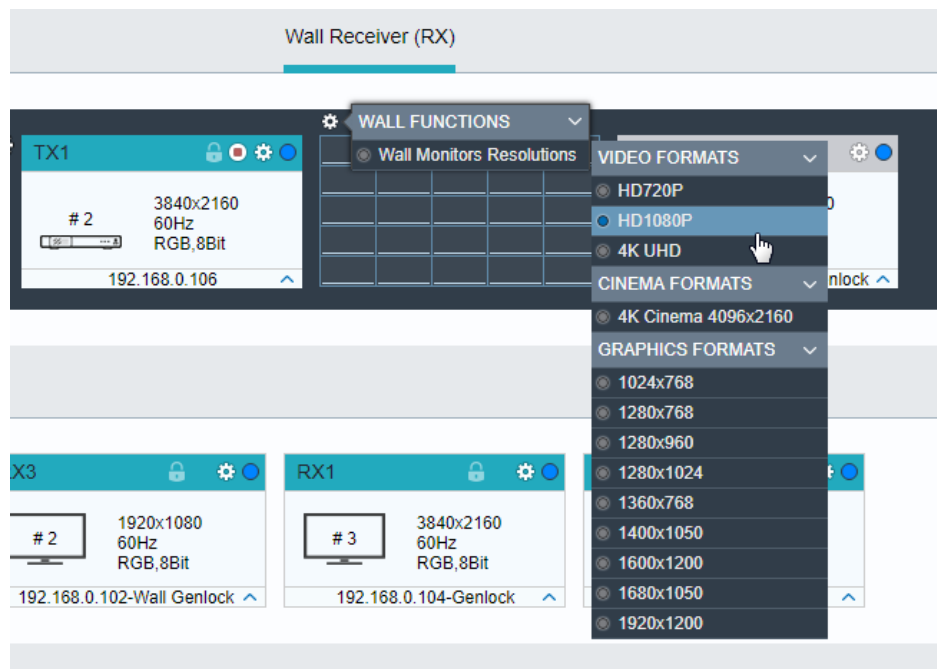 Wall Receiver (RX)
WALL FUNCTIONS
Wall Monitors Resolutions
TX1
# 2
3840x2160
60Hz
RGB,8Bit
192.168.0.106
VIDEO FORMATS
HD720P
HD1080P
4K UHD
CINEMA FORMATS
4K Cinema 4096x2160
GRAPHICS FORMATS
1024x768
1280x768
1280x960
1280x1024
1360x768
1400x1050
1600x1200
1680x1050
1920x1200
0
nlock
X3
# 2
1920x1080
60Hz
RGB,8Bit
192.168.0.102-Wall Genlock
RX1
# 3
3840x2160
60Hz
RGB,8Bit
192.168.0.104-Genlock